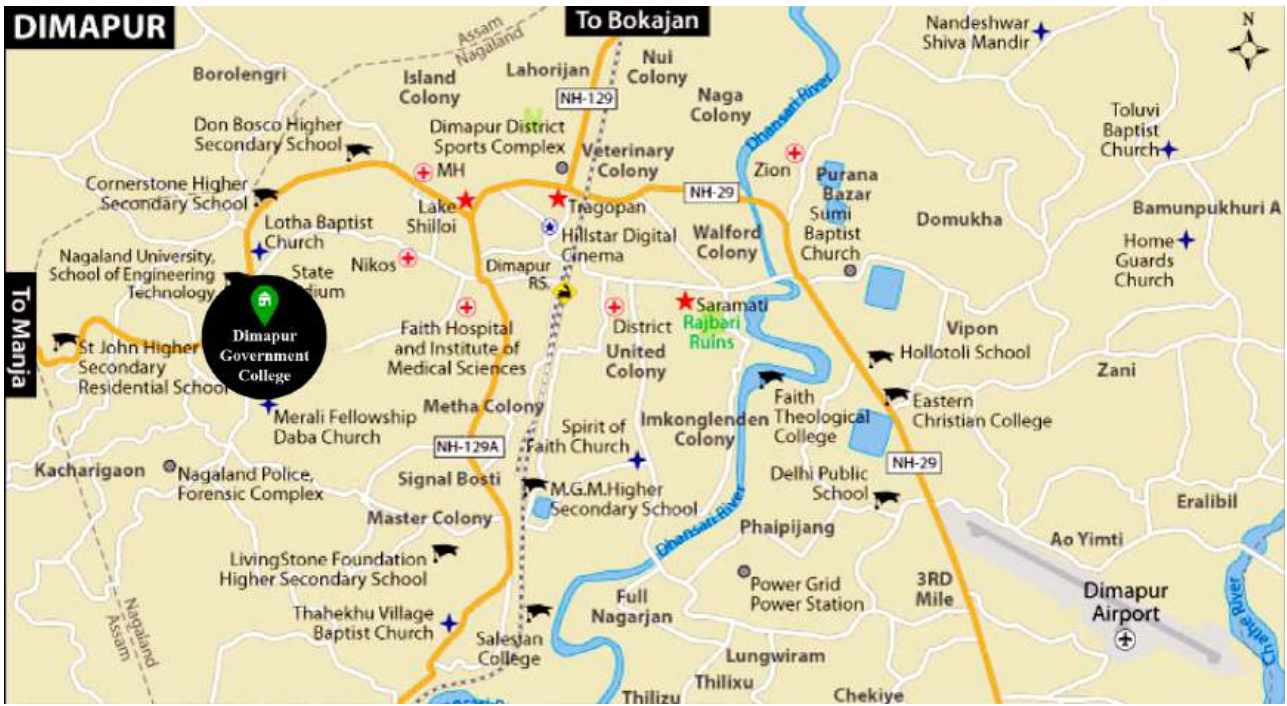 DIMAPUR
To Bokajan
N
Assam
Nagaland
Nandeshwar
Shiva Mandir
Borolengri
Island
Colony
Lahorijan
Nui
Colony
NH-129
Naga
Colony
Dhansan River
Toluvi
Baptist
Church
Don Bosco Higher
Secondary School
Dimapur District
Sports Complex
Veterinary
Colony
MH
Zion
Purana
Bazar
Cornerstone Higher
Secondary School
Lake
Shilloi
Tragopan
NH-29
Sumi
Baptist
Church
Domukha
Bamunpukhuri A
Lotha Baptist
Church
Hillstar Digital
Cinema
Walford
Colony
Home
Guards
Church
Nagaland University,
School of Engineering
Technology
State
Nikos
Dimapur
RS.
To Manja
Dimapur
Government
College
Faith Hospital
and Institute of
Medical Sciences
District
Saramati
Rajbari
Ruins
United
Colony
Vipon
Hollotoli School
Zani
St John Higher
Secondary
Residential School
Merali Fellowship
Daba Church
Metha Colony
Spirit of
Faith Church
Imkonglenden
Colony
Faith
Theological
College
Eastern
Christian College
NH-129A
NH-29
Kacharigaon
Nagaland Police,
Forensic Complex
Signal Bosti
M.G.M.Higher
Secondary School
Delhi Public
School
Eralibil
Master Colony
Dhansan River
Phaipijang
Ao Yimti
LivingStone Foundation
Higher Secondary School
Power Grid
Power Station
3RD
Mile
Dimapur
Airport
Chathe River
Thahekhu Village
Baptist Church
Salesian
College
Full
Nagarjan
Nagaland
Assam
Lungwiram
Thilixu
Thilizu
Chekiye